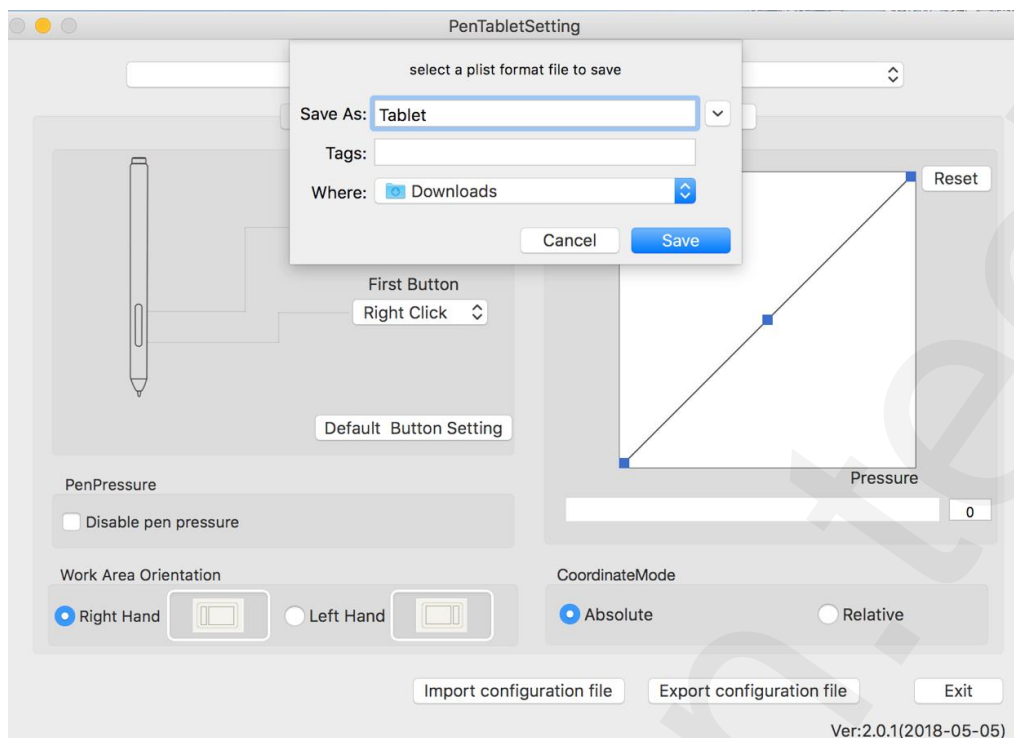 PenTabletSetting
select a plist format file to save
Save As: Tablet
Tags:
Where: Downloads
Cancel Save
Reset
First Button
Right Click
Default Button Setting
Pressure
0
PenPressure
Disable pen pressure
Work Area Orientation
Right Hand Left Hand
CoordinateMode
Absolute Relative
Import configuration file Export configuration file Exit
Ver:2.0.1(2018-05-05)